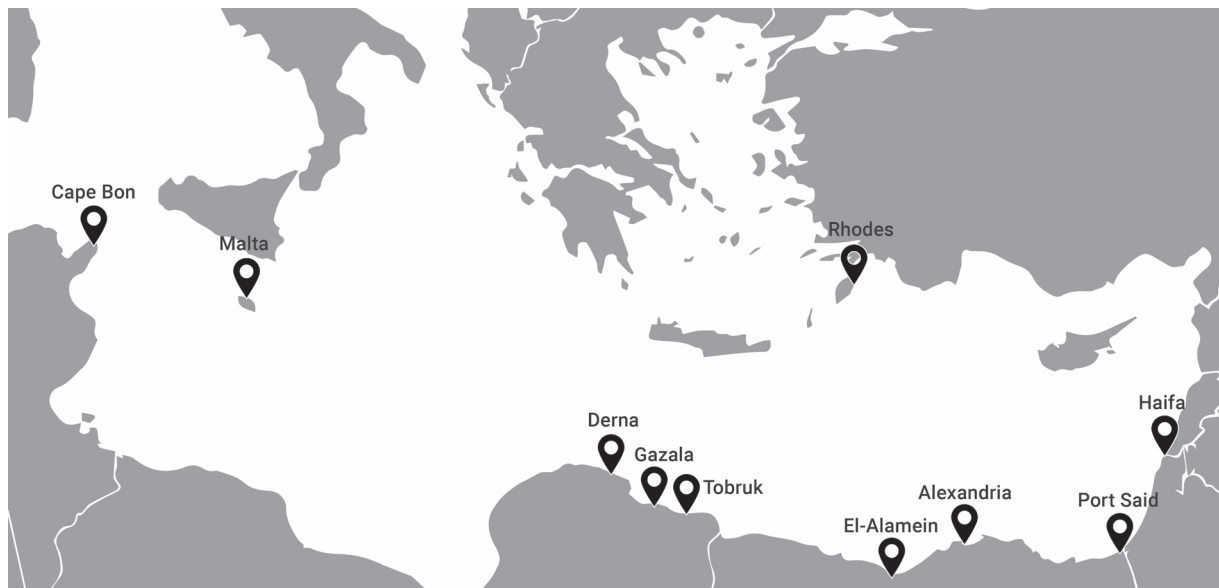 Cape Bon
Malta
Rhodes
Haifa
Derna
Gazala
Tobruk
Alexandria
Port Said
El-Alamein